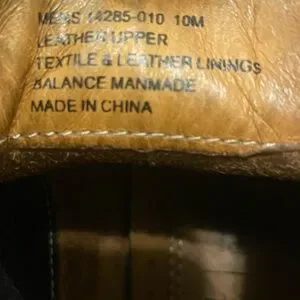 MENS 14285-010 10M
LEATHER UPPER
TEXTILE & LEATHER LININGS
BALANCE MANMADE
MADE IN CHINA